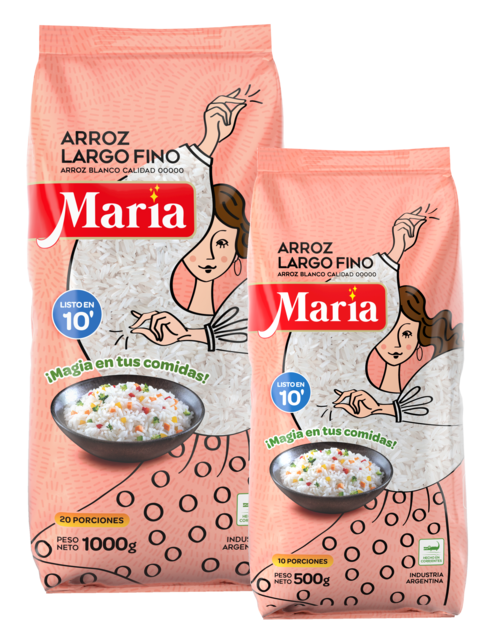 ARROZ
LARGO FINO
ARROZ BLANCO CALIDAD 00000
Maria
LISTO EN
10'
¡Magia en tus comidas!
20 PORCIONES
PESO
NETO 1000g
INDUS
ARGENT
ARROZ
LARGO FINO
ARROZ BLANCO CALIDAD 00000
Maria
LISTO EN
10'
¡Magia en tus comidas!
10 PORCIONES
PESO
NETO 500g
INDUSTRIA
ARGENTINA